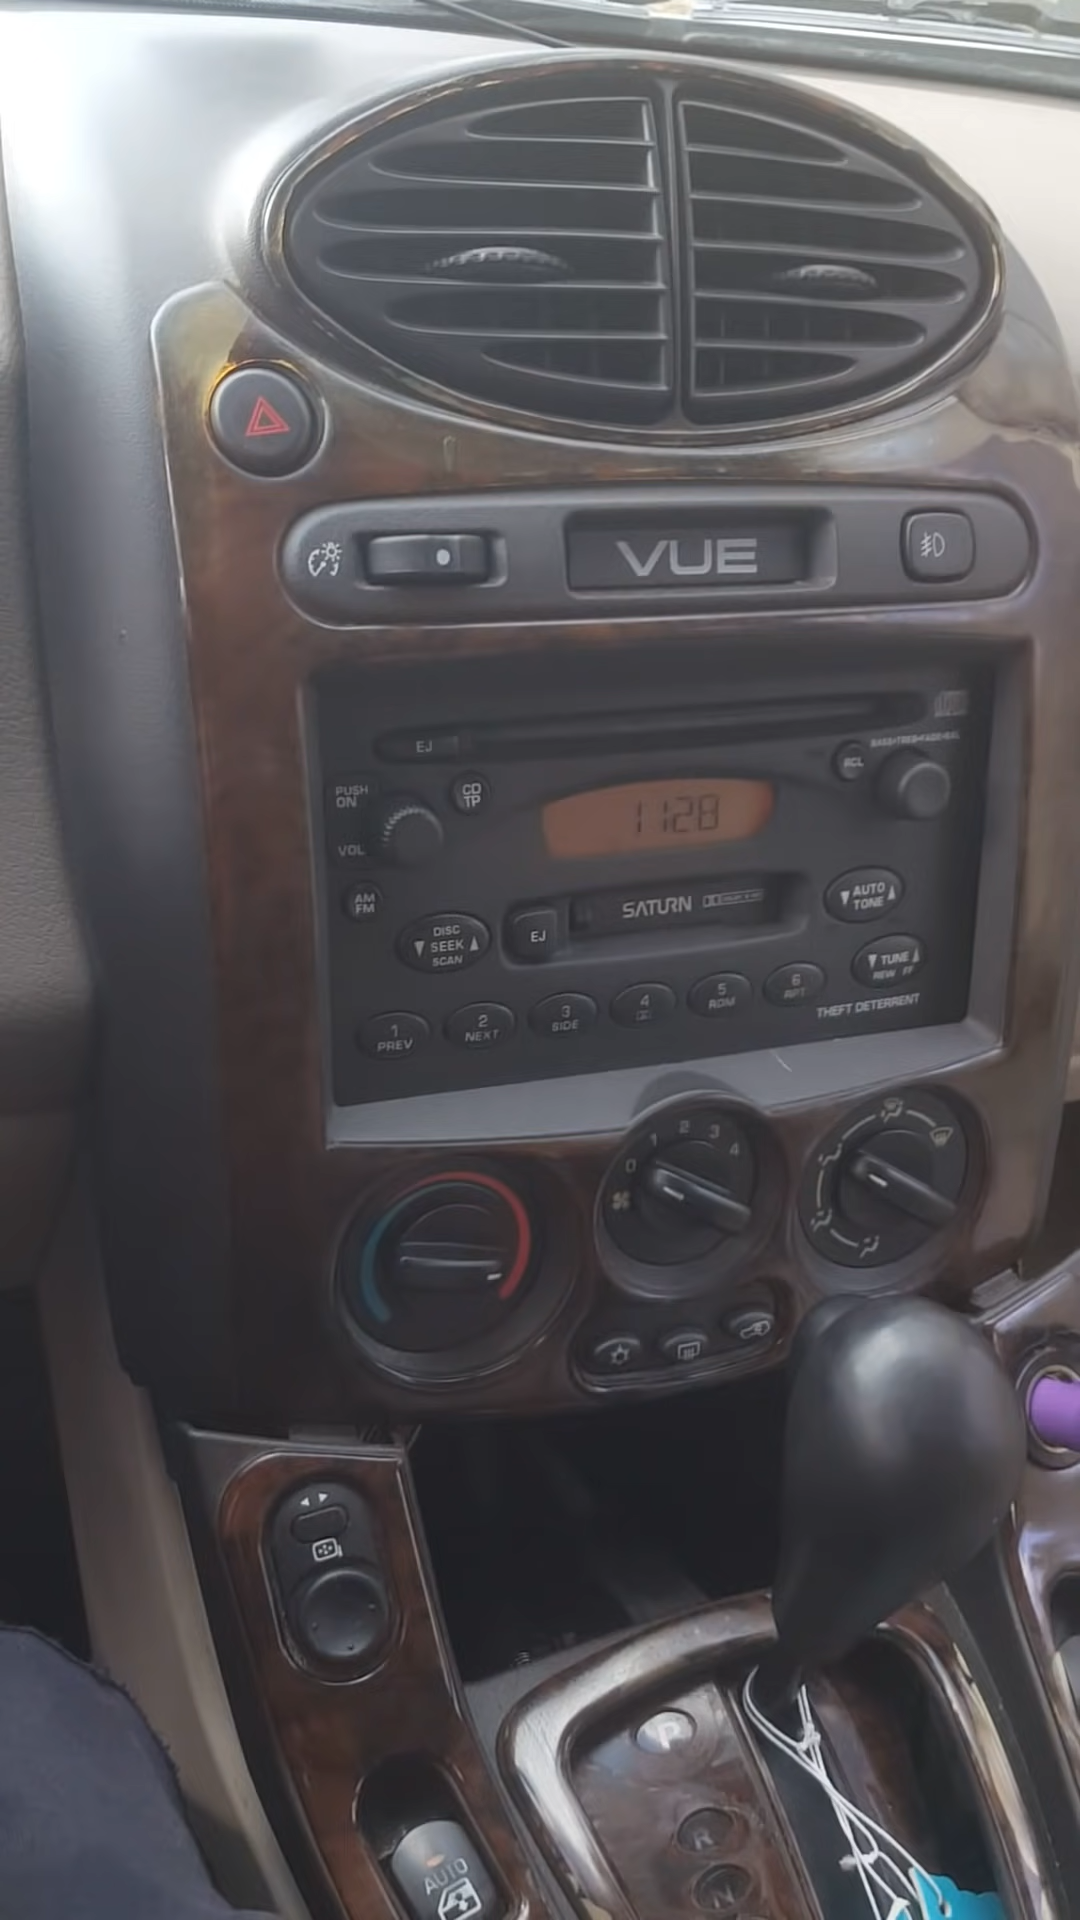 VUE
EJ
BASS•TREB•FADE•BAL
PUSH
ON
CD
TP
RCL
1128
VOL
AM
FM
DISC
SEEK
SCAN
EJ
SATURN
AUTO
TONE
TUNE
REW FF
1
PREV
2
NEXT
3
SIDE
4
5
RDM
6
RPT
THEFT DETERRENT
0 1 2 3 4
P
R
N
AUTO